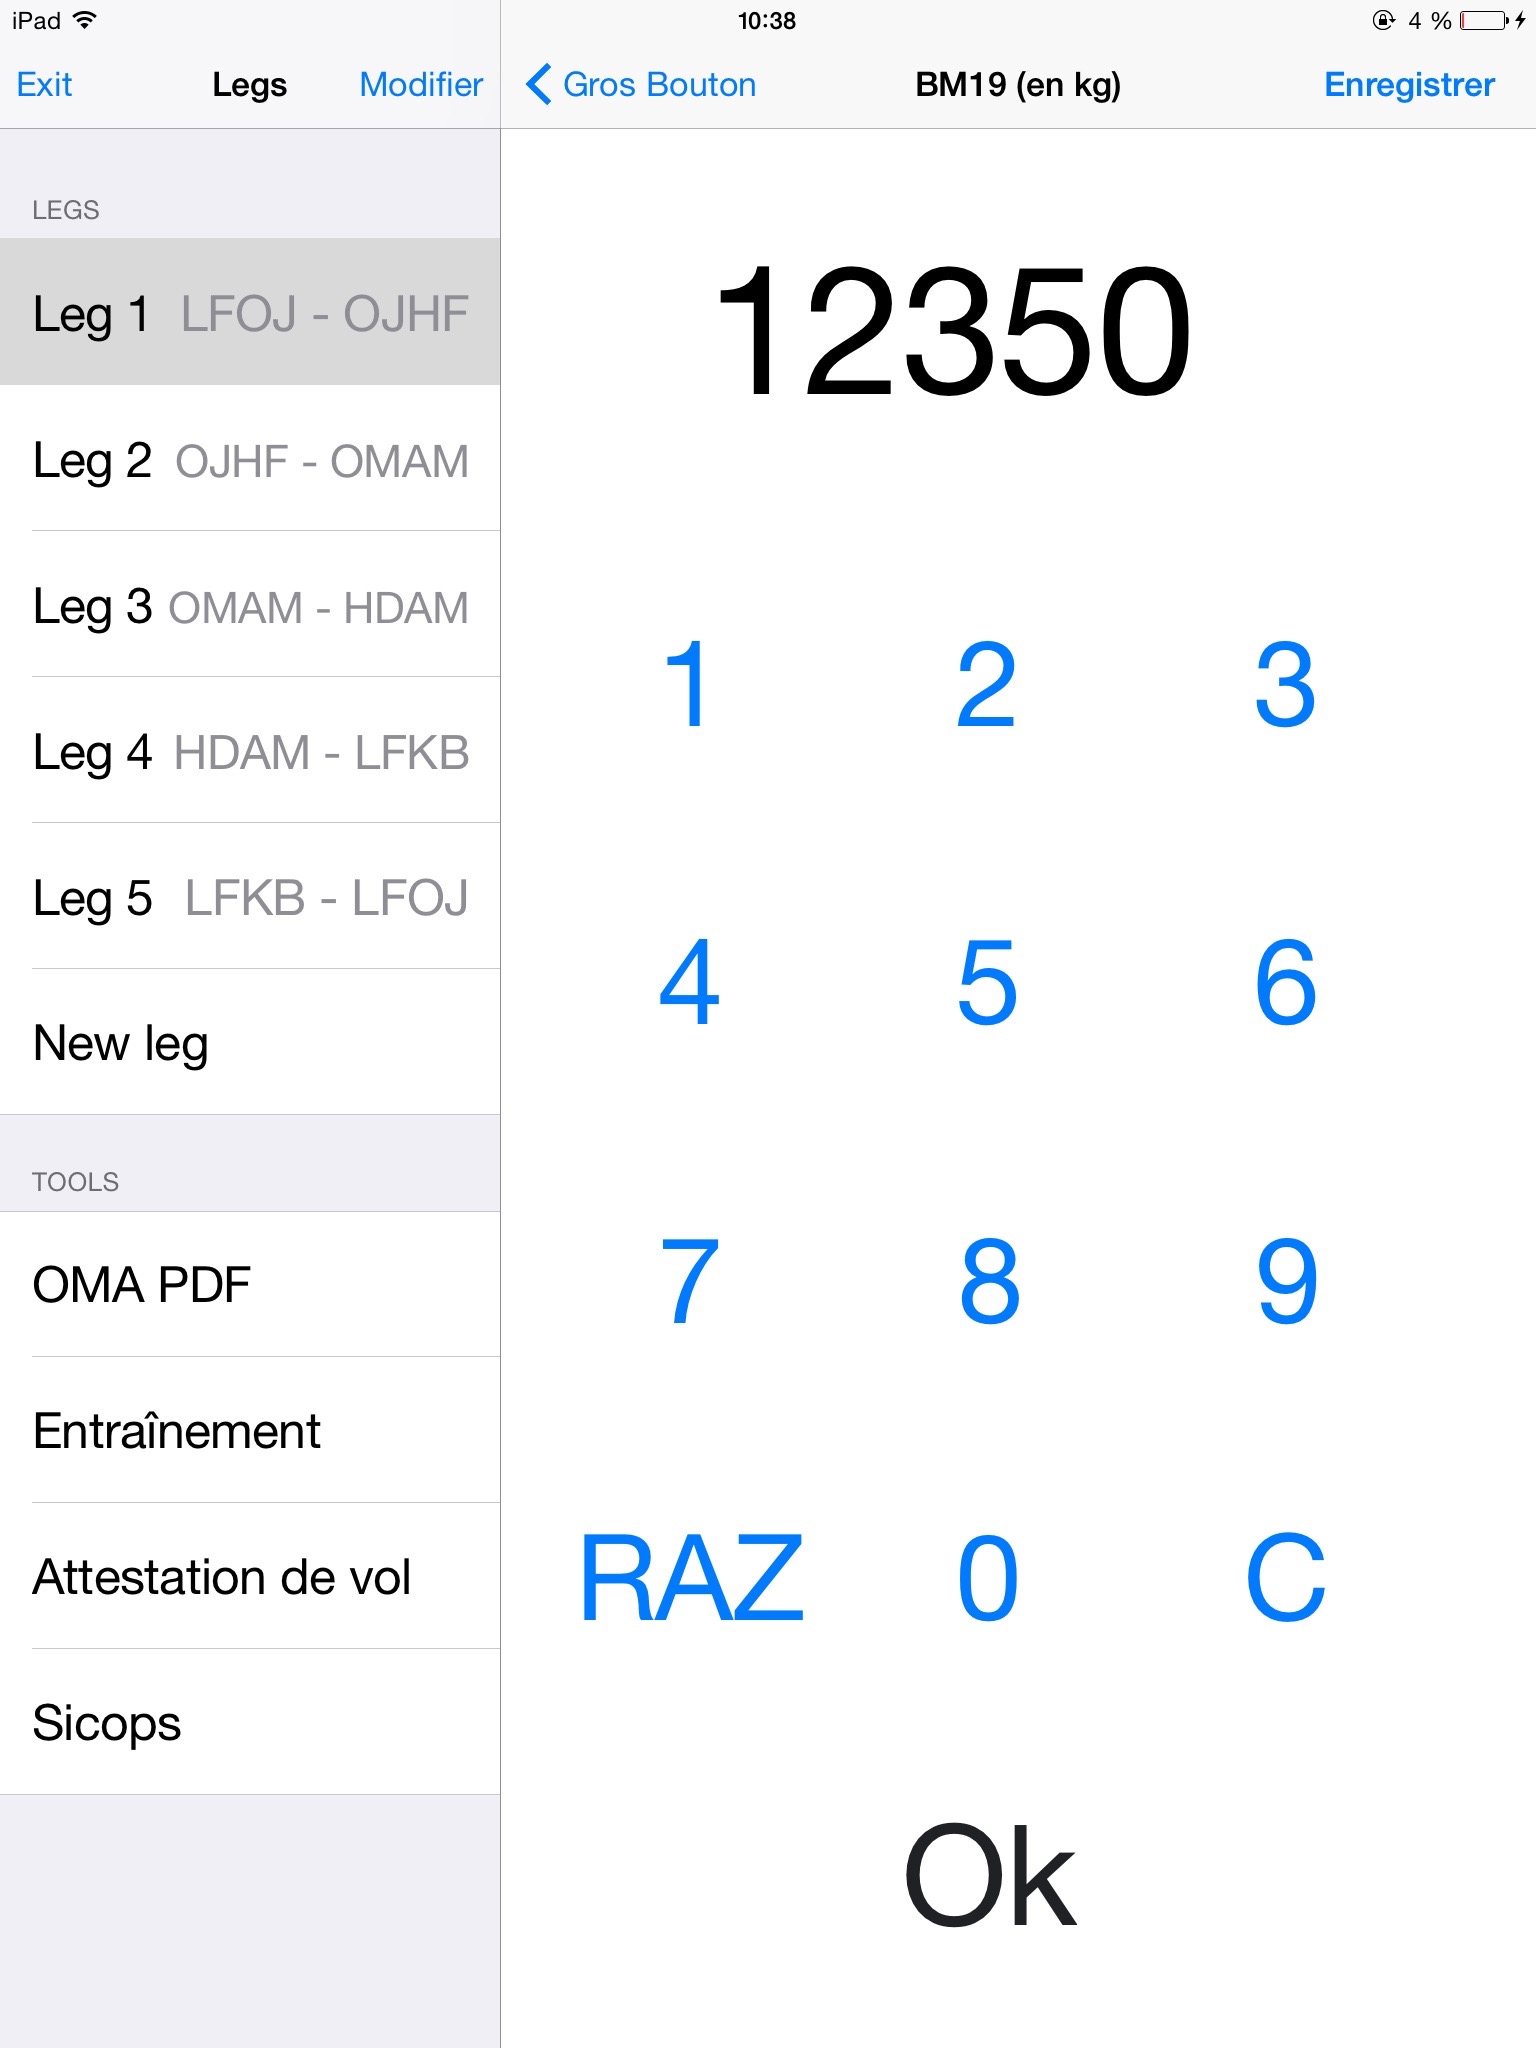 iPad 10:38 4 %
Exit Legs Modifier
LEGS
Leg 1 LFOJ - OJHF
Leg 2 OJHF - OMAM
Leg 3 OMAM - HDAM
Leg 4 HDAM - LFKB
Leg 5 LFKB - LFOJ
New leg
TOOLS
OMA PDF
Entraînement
Attestation de vol
Sicops
Gros Bouton BM19 (en kg) Enregistrer
12350
1 2 3
4 5 6
7 8 9
RAZ 0 C
Ok